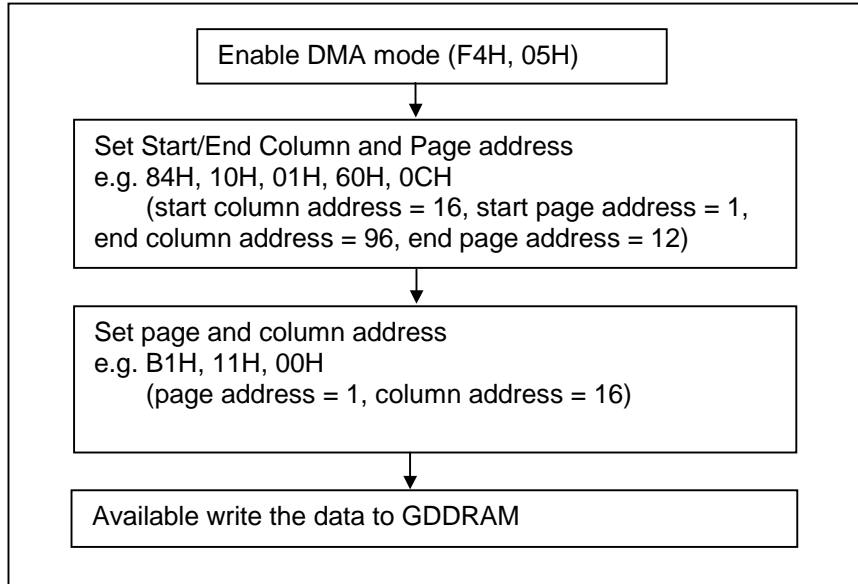 Enable DMA mode (F4H, 05H)
Set Start/End Column and Page address
e.g. 84H, 10H, 01H, 60H, 0CH
(start column address = 16, start page address = 1,
end column address = 96, end page address = 12)
Set page and column address
e.g. B1H, 11H, 00H
(page address = 1, column address = 16)
Available write the data to GDDRAM